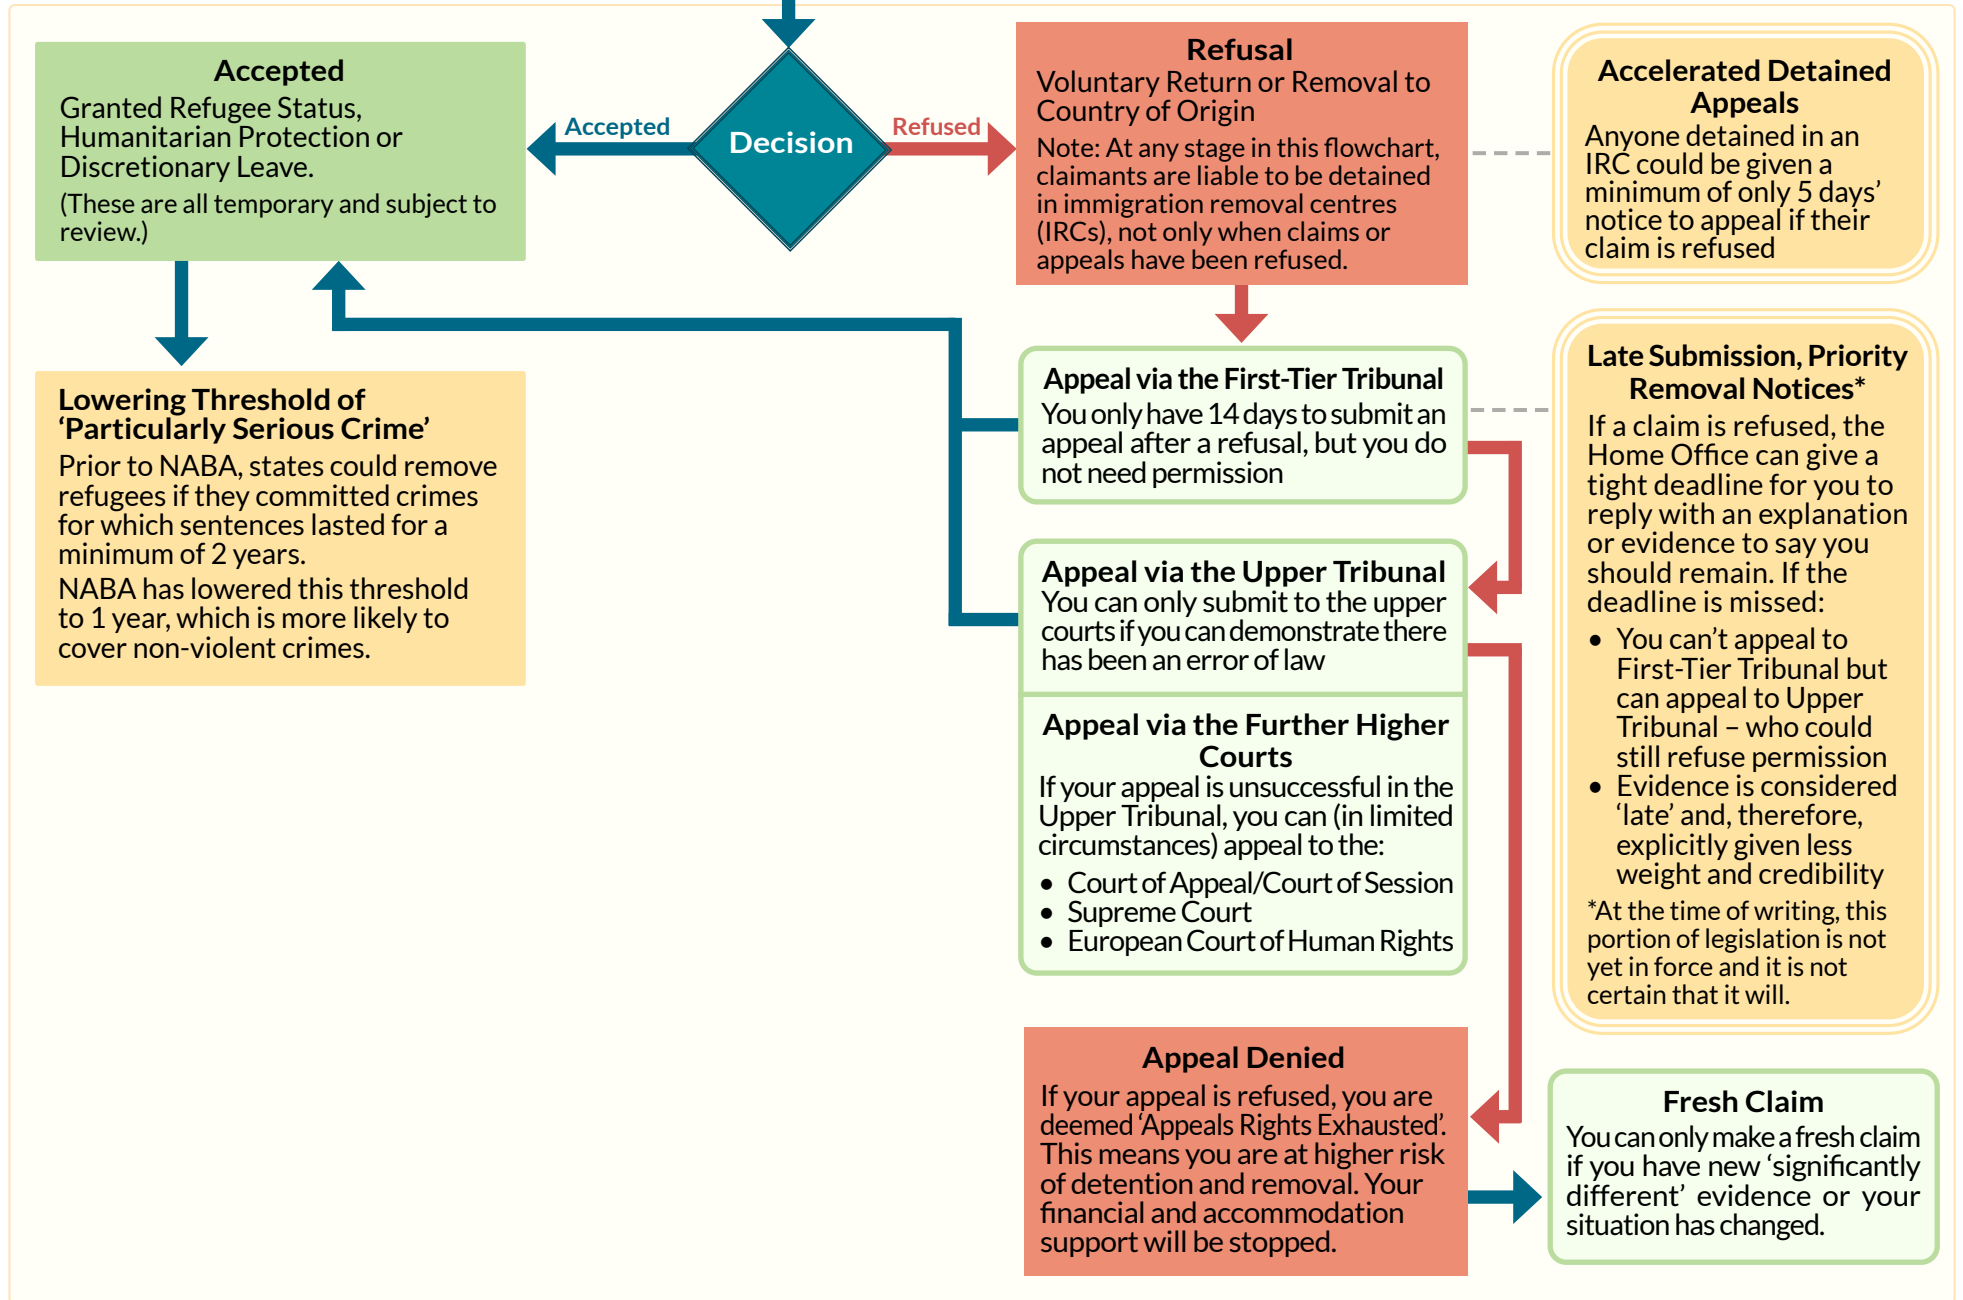 Accepted
Granted Refugee Status,
Humanitarian Protection or
Discretionary Leave.
(These are all temporary and subject to
review.)
Accepted
Decision
Refused
Refusal
Voluntary Return or Removal to
Country of Origin
Note: At any stage in this flowchart,
claimants are liable to be detained
in immigration removal centres
(IRCs), not only when claims or
appeals have been refused.
Accelerated Detained
Appeals
Anyone detained in an
IRC could be given a
minimum of only 5 days’
notice to appeal if their
claim is refused
Lowering Threshold of
‘Particularly Serious Crime’
Prior to NABA, states could remove
refugees if they committed crimes
for which sentences lasted for a
minimum of 2 years.
NABA has lowered this threshold
to 1 year, which is more likely to
cover non-violent crimes.
Appeal via the First-Tier Tribunal
You only have 14 days to submit an
appeal after a refusal, but you do
not need permission
Appeal via the Upper Tribunal
You can only submit to the upper
courts if you can demonstrate there
has been an error of law
Appeal via the Further Higher
Courts
If your appeal is unsuccessful in the
Upper Tribunal, you can (in limited
circumstances) appeal to the:
• Court of Appeal/Court of Session
• Supreme Court
• European Court of Human Rights
Late Submission, Priority
Removal Notices*
If a claim is refused, the
Home Office can give a
tight deadline for you to
reply with an explanation
or evidence to say you
should remain. If the
deadline is missed:
• You can’t appeal to
First-Tier Tribunal but
can appeal to Upper
Tribunal – who could
still refuse permission
• Evidence is considered
‘late’ and, therefore,
explicitly given less
weight and credibility
*At the time of writing, this
portion of legislation is not
yet in force and it is not
certain that it will.
Appeal Denied
If your appeal is refused, you are
deemed ‘Appeals Rights Exhausted’.
This means you are at higher risk
of detention and removal. Your
financial and accommodation
support will be stopped.
Fresh Claim
You can only make a fresh claim
if you have new ‘significantly
different’ evidence or your
situation has changed.